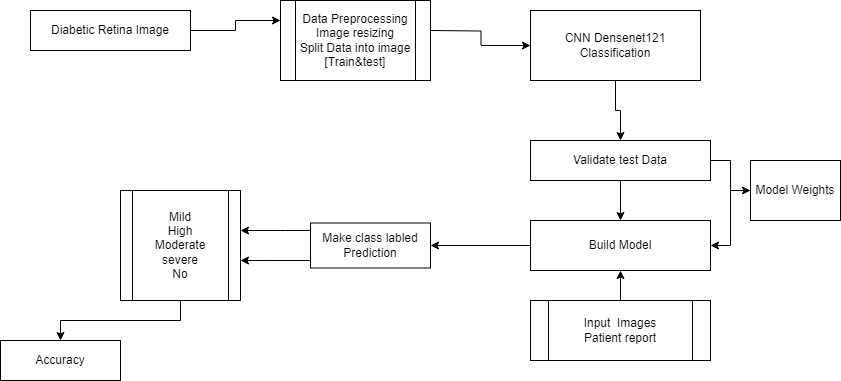 Diabetic Retina Image
Data Preprocessing
Image resizing
Split Data into image
[Train&test]
CNN Densenet121
Classification
Validate test Data
Model Weights
Mild
High
Moderate
severe
No
Make class labled
Prediction
Build Model
Input Images
Patient report
Accuracy